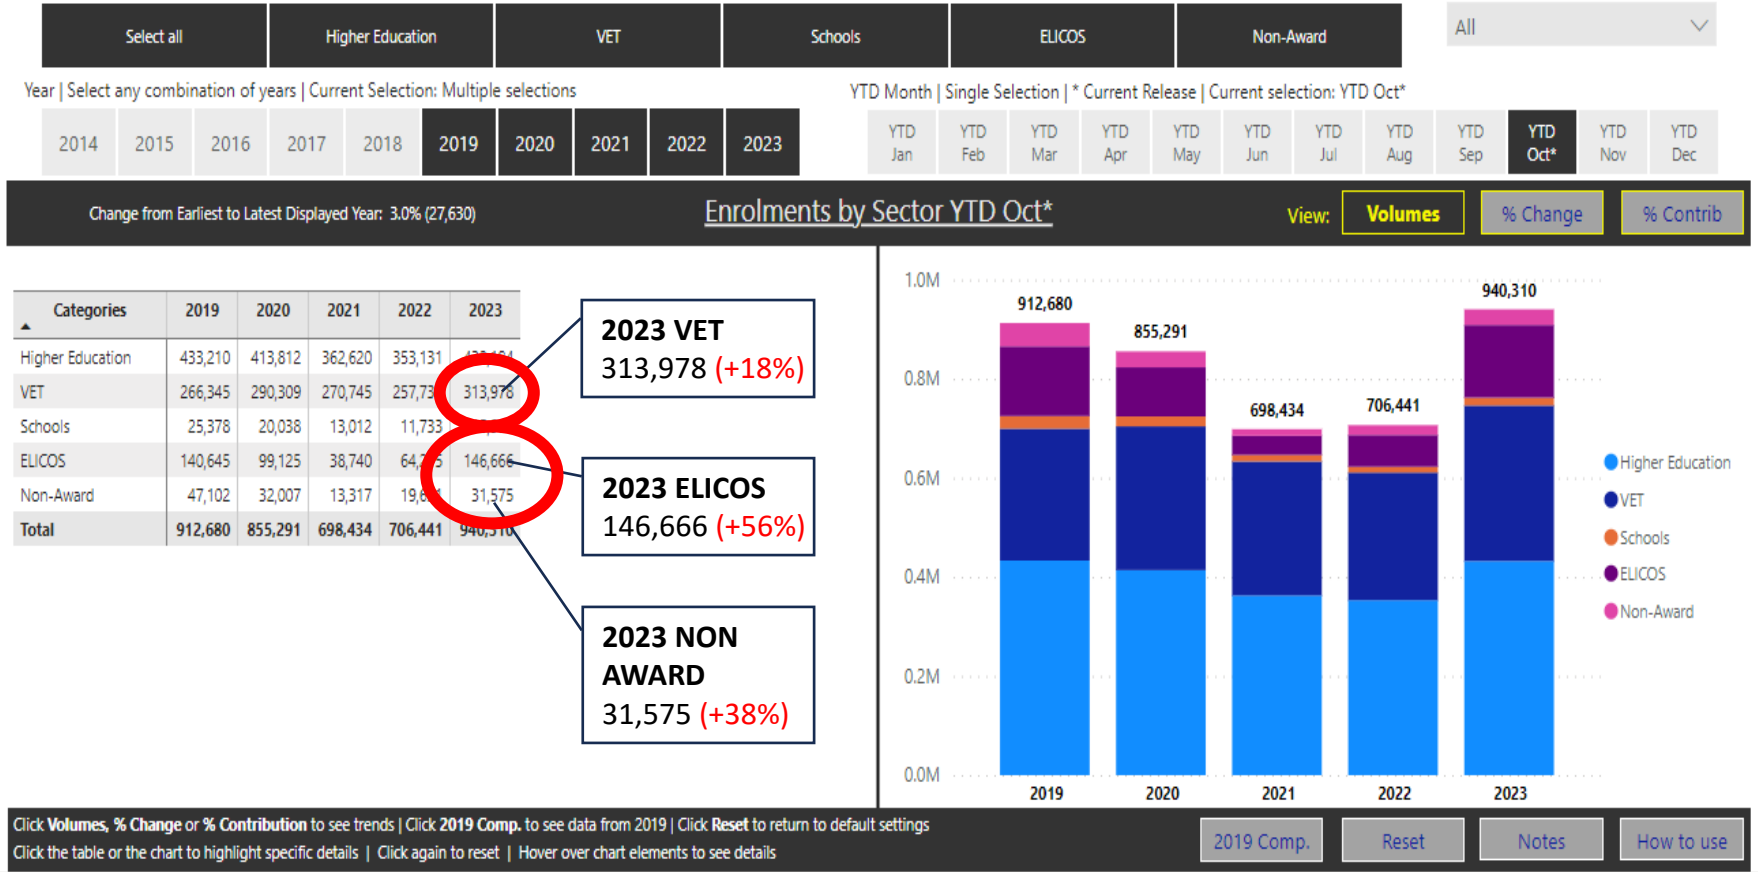 Select all Higher Education VET Schools ELICOS Non-Award All
Year | Select any combination of years | Current Selection: Multiple selections
YTD Month | Single Selection | * Current Release | Current selection: YTD Oct*
2014 2015 2016 2017 2018 2019 2020 2021 2022 2023
YTD Jan YTD Feb YTD Mar YTD Apr YTD May YTD Jun YTD Jul YTD Aug YTD Sep YTD Oct* YTD Nov YTD Dec
Change from Earliest to Latest Displayed Year: 3.0% (27,630)
Enrolments by Sector YTD Oct*
View: Volumes % Change % Contrib
Categories 2019 2020 2021 2022 2023
Higher Education 433,210 413,812 362,620 353,131
VET 266,345 290,309 270,745 313,978
Schools 25,378 20,038 13,012 11,733
ELICOS 140,645 99,125 38,740 146,666
Non-Award 47,102 32,007 13,317 31,575
Total 912,680 855,291 698,434 706,441 940,310
2023 VET
313,978 (+18%)
2023 ELICOS
146,666 (+56%)
2023 NON
AWARD
31,575 (+38%)
1.0M
0.8M
0.6M
0.4M
0.2M
0.0M
912,680
855,291
698,434
706,441
940,310
2019 2020 2021 2022 2023
Higher Education
VET
Schools
ELICOS
Non-Award
Click Volumes, % Change or % Contribution to see trends | Click 2019 Comp. to see data from 2019 | Click Reset to return to default settings
Click the table or the chart to highlight specific details | Click again to reset | Hover over chart elements to see details
2019 Comp. Reset Notes How to use